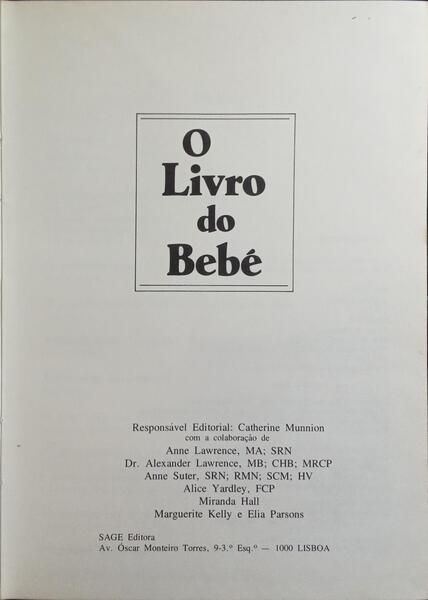 O
Livro
do
Bebé
Responsável Editorial: Catherine Munnion
com a colaboração de
Anne Lawrence, MA; SRN
Dr. Alexander Lawrence, MB; CHB; MRCP
Anne Suter, SRN; RMN; SCM; HV
Alice Yardley, FCP
Miranda Hall
Marguerite Kelly e Elia Parsons
SAGE Editora
Av. Óscar Monteiro Torres, 9-3.º Esqº — 1000 LISBOA